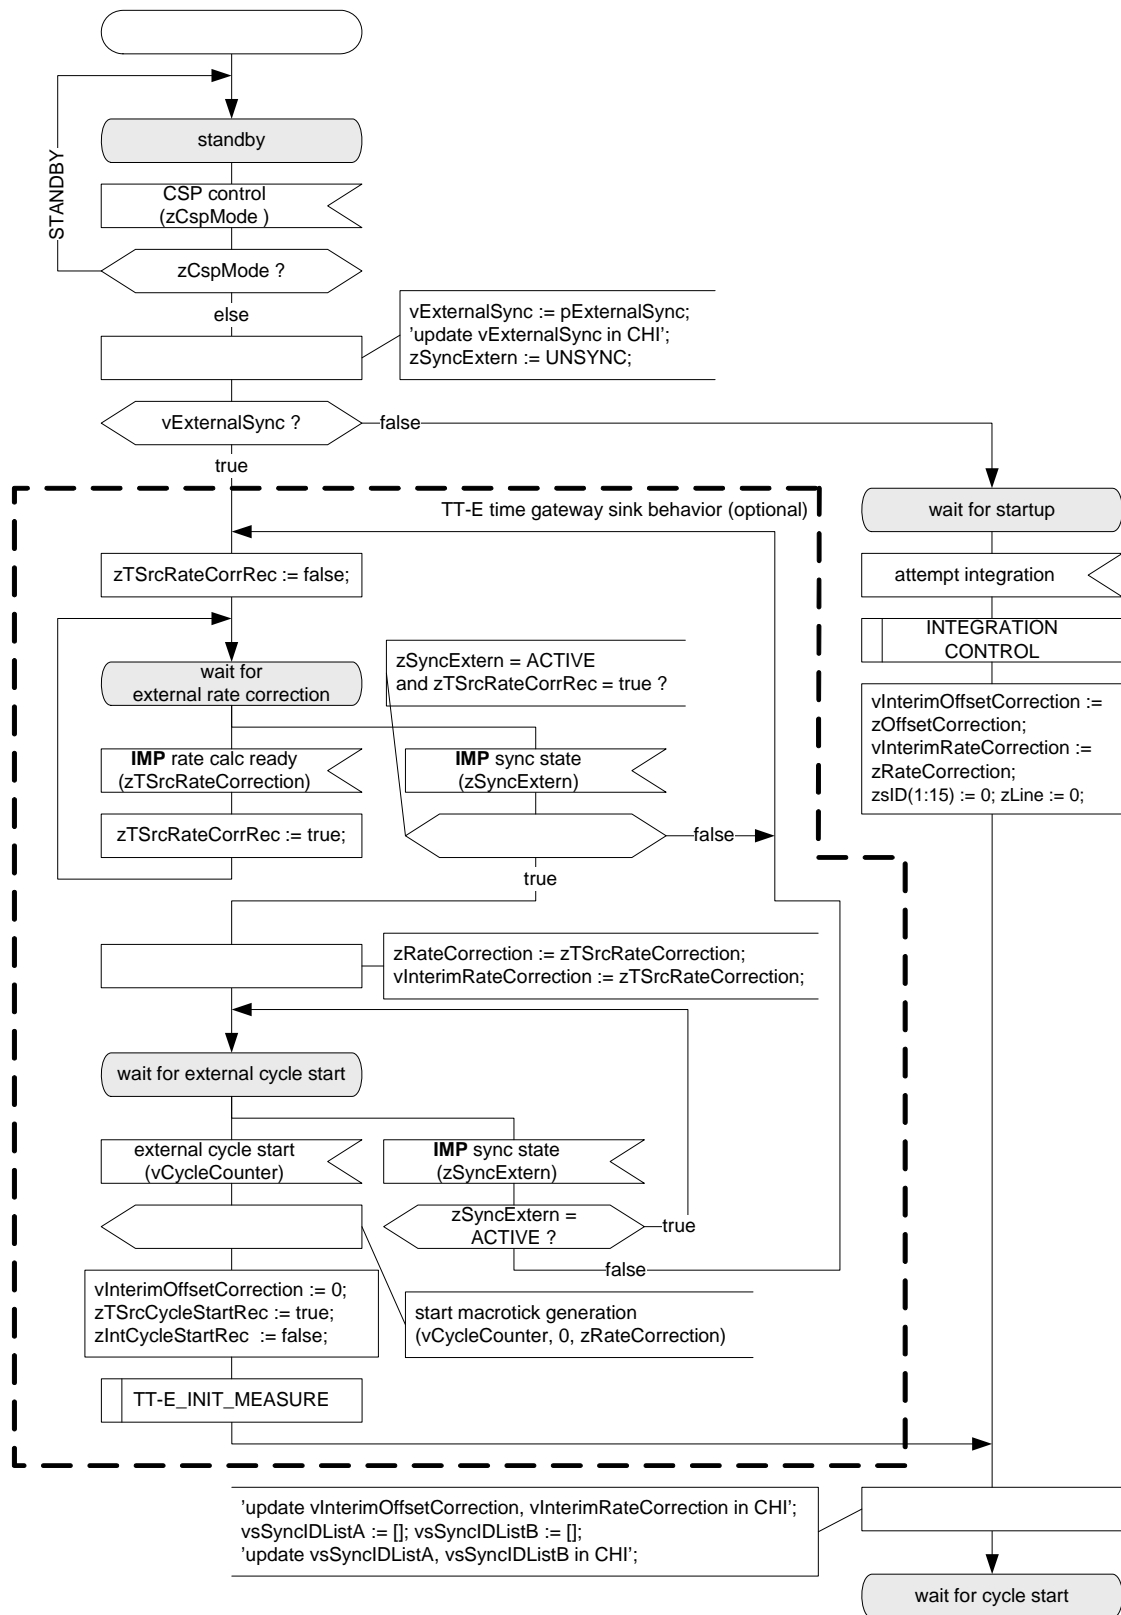 standby
STANDBY
CSP control
(zCspMode )
zCspMode ?
else
vExternalSync := pExternalSync;
'update vExternalSync in CHI';
zSyncExtern := UNSYNC;
vExternalSync ?
false
true
TT-E time gateway sink behavior (optional)
wait for startup
zTSrcRateCorrRec := false;
attempt integration
INTEGRATION
CONTROL
wait for
external rate correction
zSyncExtern = ACTIVE
and zTSrcRateCorrRec = true ?
vInterimOffsetCorrection :=
zOffsetCorrection;
vInterimRateCorrection :=
zRateCorrection;
zsID(1:15) := 0; zLine := 0;
IMP rate calc ready
(zTSrcRateCorrection)
IMP sync state
(zSyncExtern)
zTSrcRateCorrRec := true;
false
true
zRateCorrection := zTSrcRateCorrection;
vInterimRateCorrection := zTSrcRateCorrection;
wait for external cycle start
external cycle start
(vCycleCounter)
IMP sync state
(zSyncExtern)
zSyncExtern =
ACTIVE ?
true
false
vInterimOffsetCorrection := 0;
zTSrcCycleStartRec := true;
zIntCycleStartRec := false;
start macrotick generation
(vCycleCounter, 0, zRateCorrection)
TT-E_INIT_MEASURE
'update vInterimOffsetCorrection, vInterimRateCorrection in CHI';
vsSyncIDListA := []; vsSyncIDListB := [];
'update vsSyncIDListA, vsSyncIDListB in CHI';
wait for cycle start